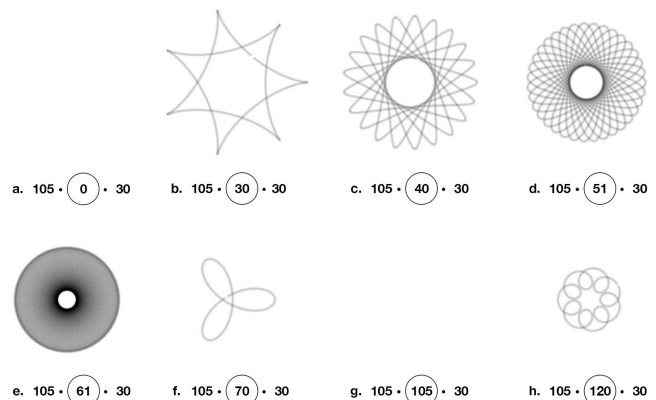 a. 105 • 0 • 30 b. 105 • 30 • 30 c. 105 • 40 • 30 d. 105 • 51 • 30
e. 105 • 61 • 30 f. 105 • 70 • 30 g. 105 • 105 • 30 h. 105 • 120 • 30